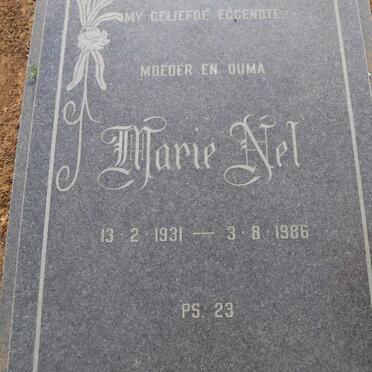 MY GELIEFDE EGGENOTE,
MOEDER EN OUMA
Marie Nel
13·2·1931 — 3·8·1986
PS. 23